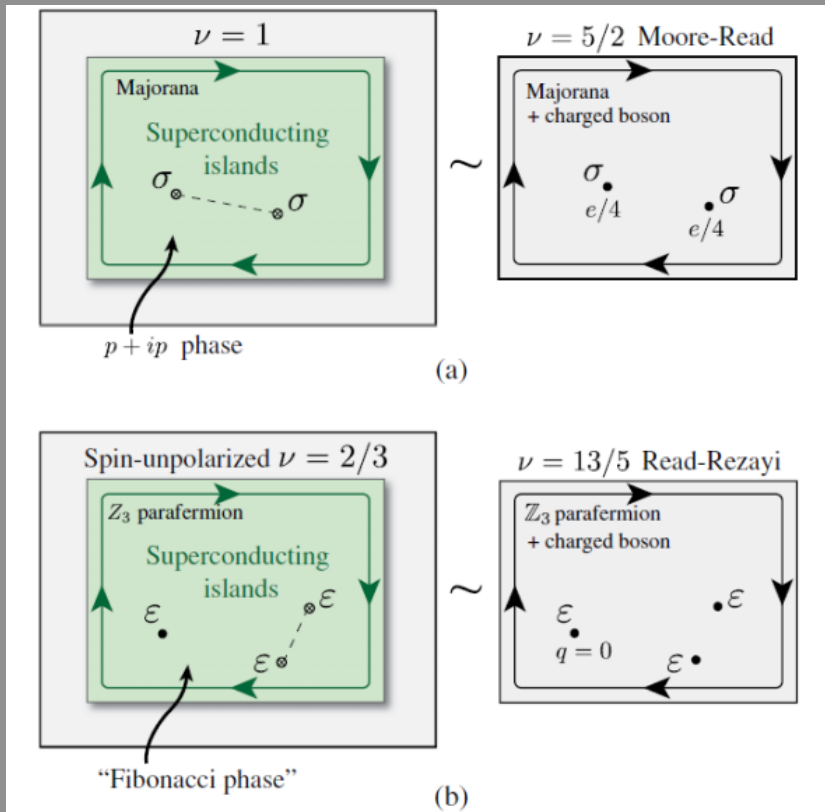 ν = 1
Majorana
Superconducting
islands
σ
σ
p + ip phase
∼
ν = 5/2 Moore-Read
Majorana
+ charged boson
σ
e/4
σ
e/4
(a)
Spin-unpolarized ν = 2/3
Z₃ parafermion
Superconducting
islands
ε
ε
ε
"Fibonacci phase"
∼
ν = 13/5 Read-Rezayi
ℤ₃ parafermion
+ charged boson
ε
q = 0
ε
ε
(b)